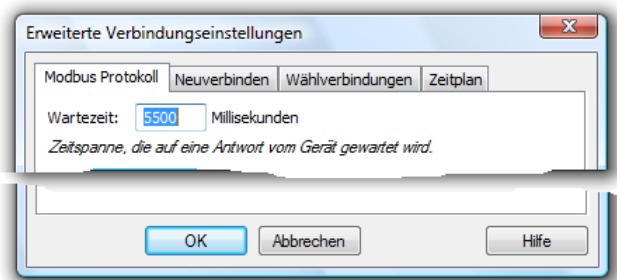 Erweiterte Verbindungseinstellungen
Modbus Protokoll Neuverbinden Wählverbindungen Zeitplan
Wartezeit: 5500 Millisekunden
Zeitspanne, die auf eine Antwort vom Gerät gewartet wird.
OK Abbrechen Hilfe